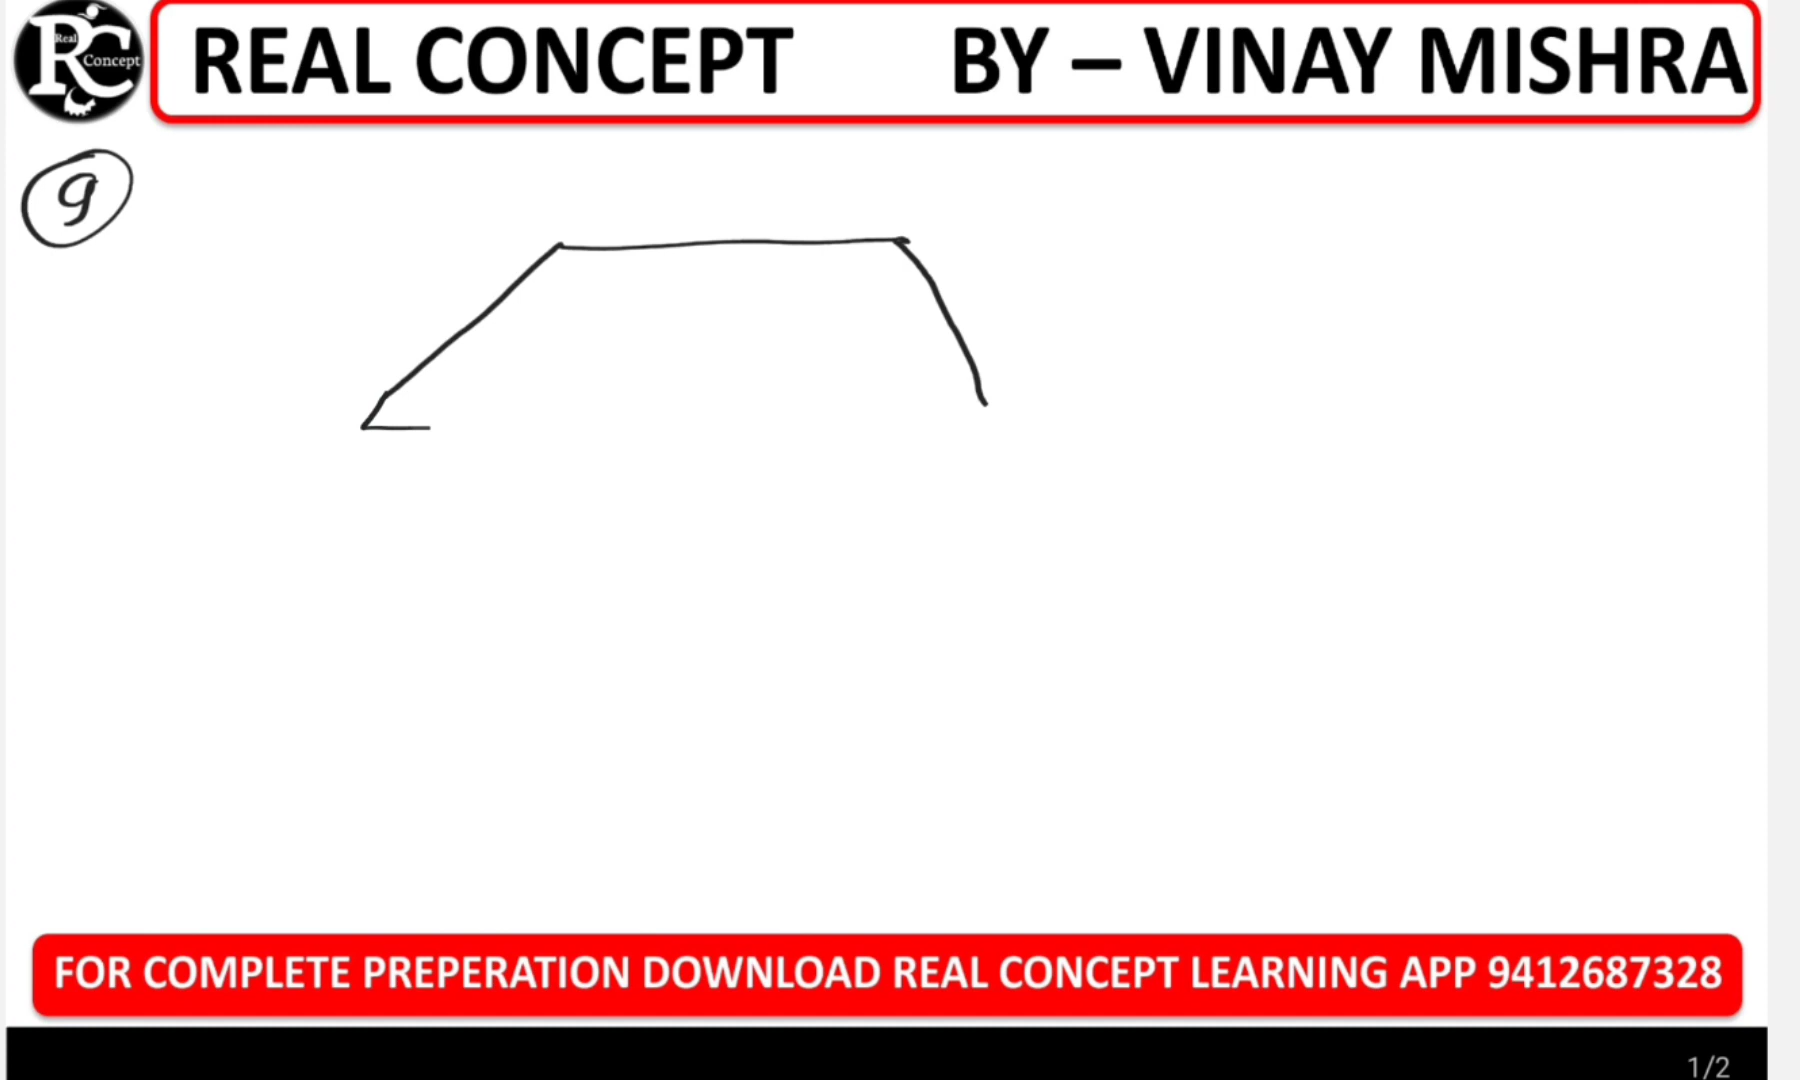 Real
Concept
REAL CONCEPT BY – VINAY MISHRA
9
FOR COMPLETE PREPERATION DOWNLOAD REAL CONCEPT LEARNING APP 9412687328
1/2